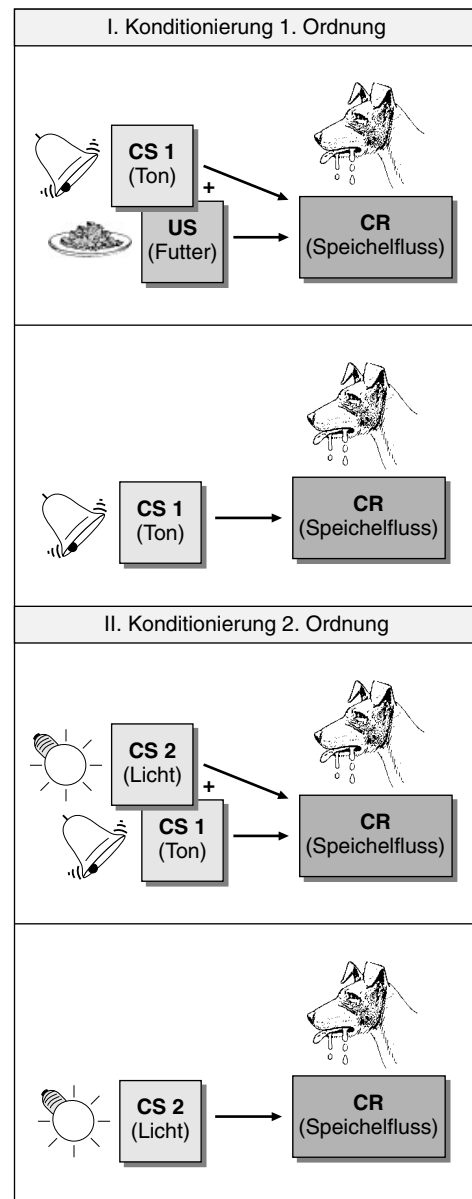 I. Konditionierung 1. Ordnung
CS 1
(Ton)
+
US
(Futter)
CR
(Speichelfluss)
CS 1
(Ton)
CR
(Speichelfluss)
II. Konditionierung 2. Ordnung
CS 2
(Licht)
+
CS 1
(Ton)
CR
(Speichelfluss)
CS 2
(Licht)
CR
(Speichelfluss)